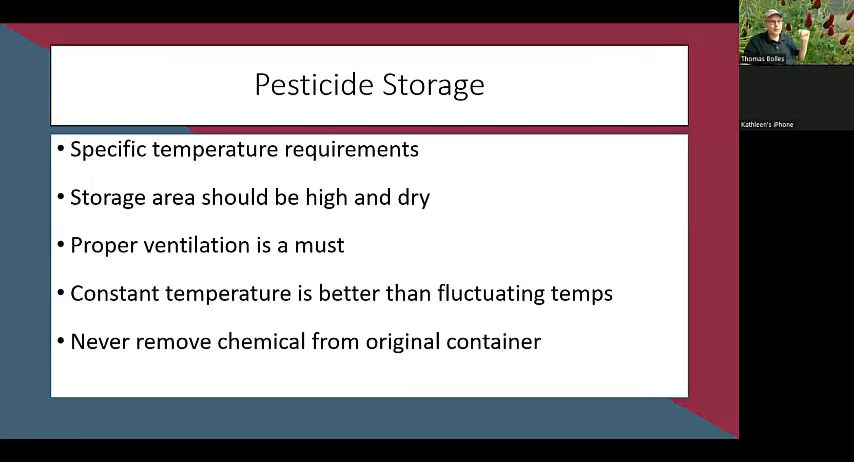 Pesticide Storage
• Specific temperature requirements
• Storage area should be high and dry
• Proper ventilation is a must
• Constant temperature is better than fluctuating temps
• Never remove chemical from original container
Thomas Bolles
Kathleen's iPhone